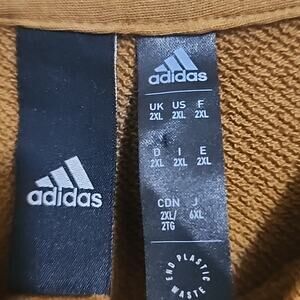 adidas
adidas
UK US F
2XL 2XL 2XL
D I E
2XL 2XL 2XL
CDN J
2XL/ 6XL
2TG
END PLASTIC WASTE